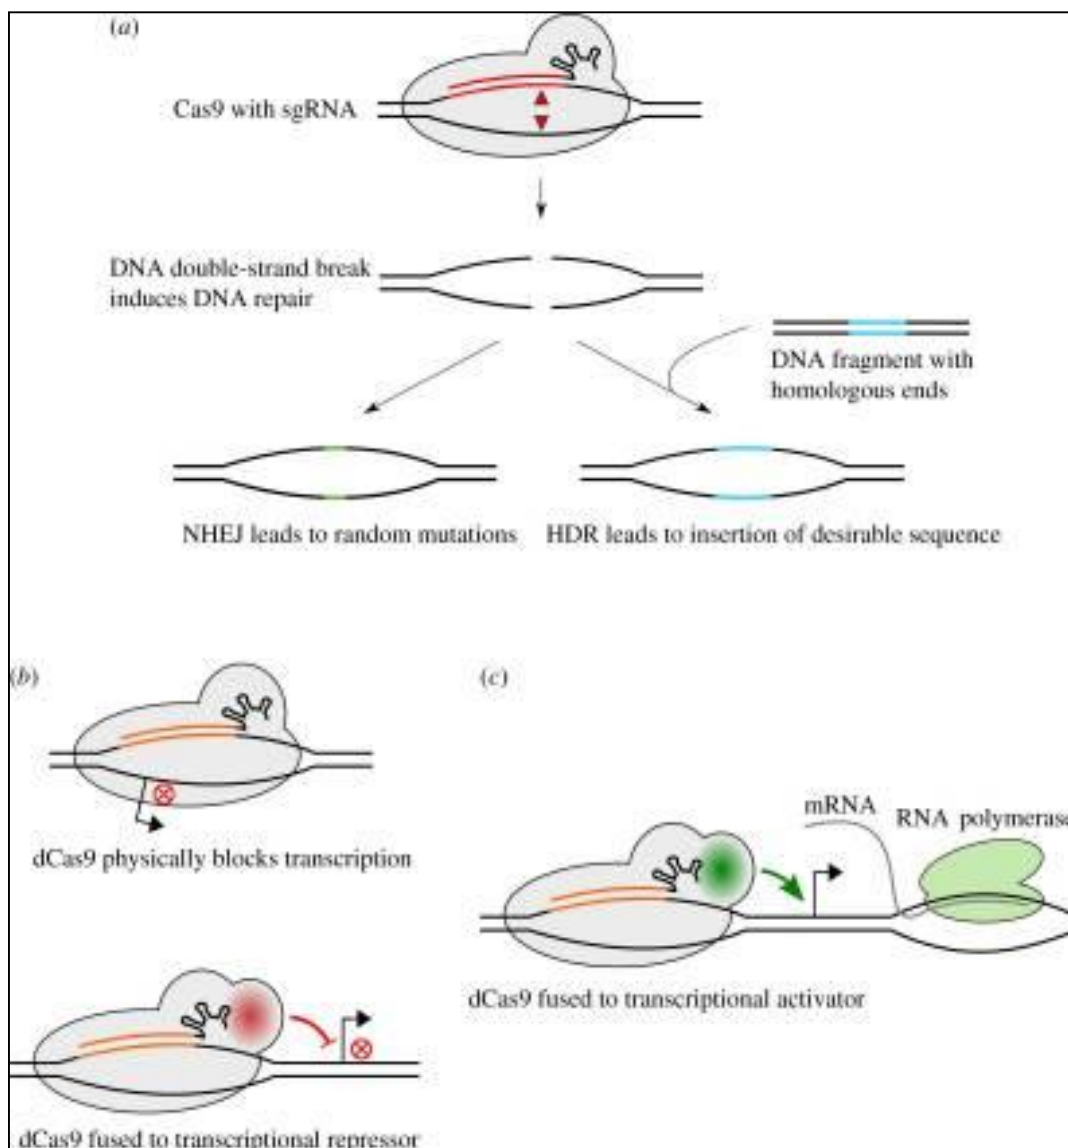 (a)
Cas9 with sgRNA
DNA double-strand break
induces DNA repair
DNA fragment with
homologous ends
NHEJ leads to random mutations
HDR leads to insertion of desirable sequence
(b)
dCas9 physically blocks transcription
dCas9 fused to transcriptional repressor
(c)
mRNA
RNA polymerase
dCas9 fused to transcriptional activator